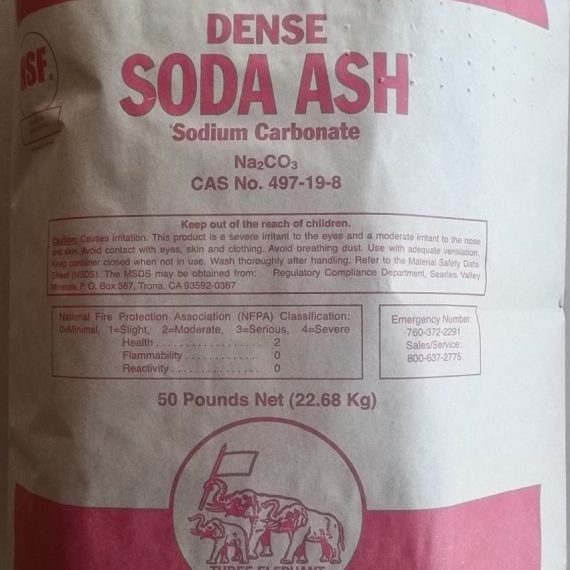 DENSE
NSF®
SODA ASH
Sodium Carbonate
Na₂CO₃
CAS No. 497-19-8
Keep out of the reach of children.
Caution: Causes irritation. This product is a severe irritant to the eyes and a moderate irritant to the nose
and skin. Avoid contact with eyes, skin and clothing. Avoid breathing dust. Use with adequate ventilation.
Keep container closed when not in use. Wash thoroughly after handling. Refer to the Material Safety Data
Sheet (MSDS). The MSDS may be obtained from: Regulatory Compliance Department, Searles Valley
Minerals, P. O. Box 367, Trona, CA 93592-0367
National Fire Protection Association (NFPA) Classification:
0=Minimal, 1=Slight, 2=Moderate, 3=Serious, 4=Severe
Health . . . . . . . . . . . . . . . . . . 2
Flammability . . . . . . . . . . . . 0
Reactivity . . . . . . . . . . . . . . 0
Emergency Number:
760-372-2291
Sales/Service:
800-637-2775
50 Pounds Net (22.68 Kg)
THREE ELEPHANT